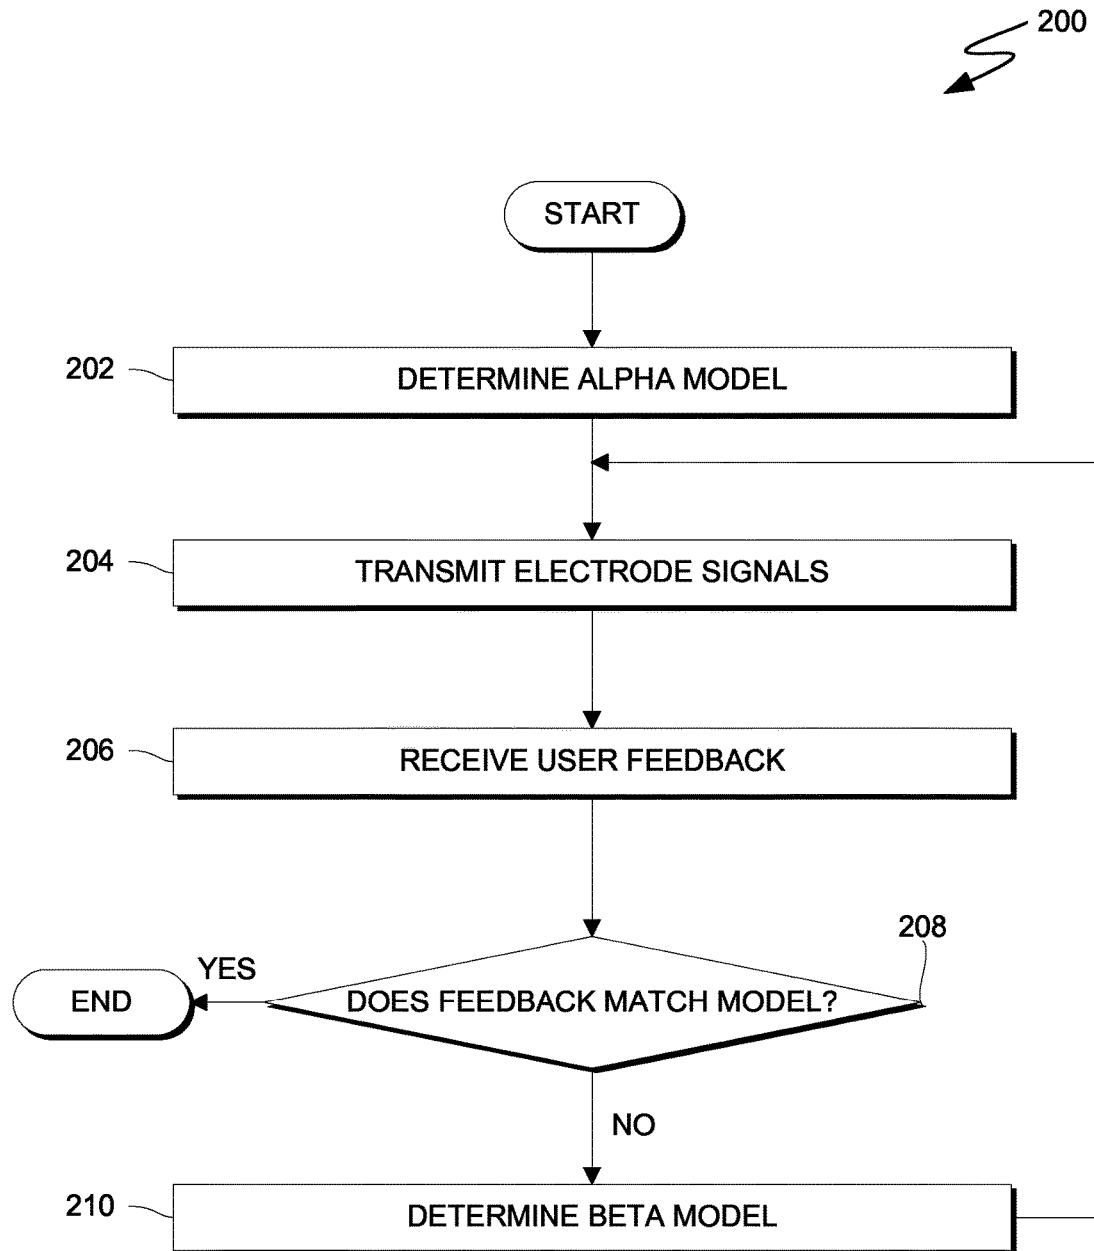 200
START
202
DETERMINE ALPHA MODEL
204
TRANSMIT ELECTRODE SIGNALS
206
RECEIVE USER FEEDBACK
208
YES
END
DOES FEEDBACK MATCH MODEL?
NO
210
DETERMINE BETA MODEL